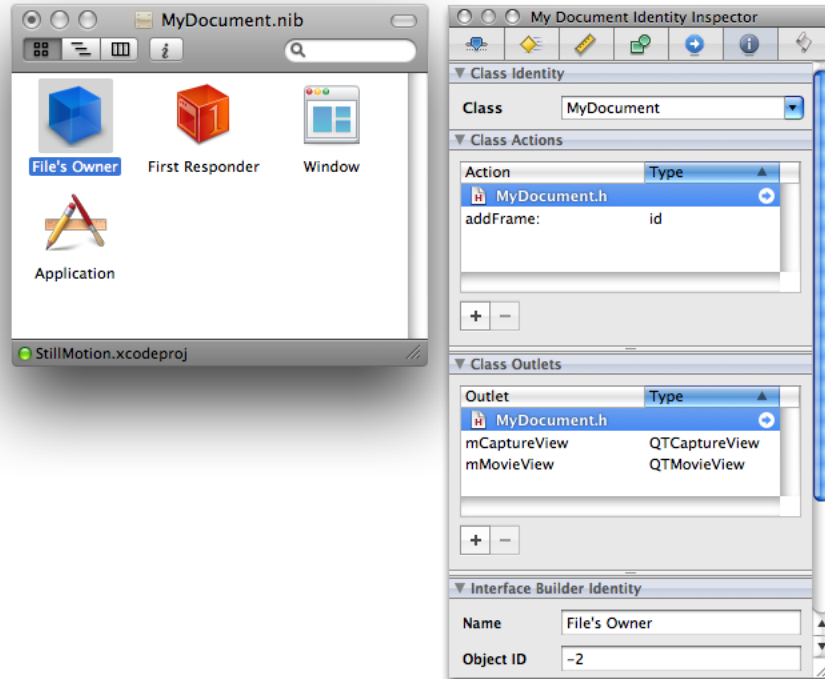 MyDocument.nib
File's Owner
First Responder
Window
Application
StillMotion.xcodeproj
My Document Identity Inspector
Class Identity
Class MyDocument
Class Actions
Action Type
MyDocument.h
addFrame: id
+ −
Class Outlets
Outlet Type
MyDocument.h
mCaptureView QTCaptureView
mMovieView QTMovieView
+ −
Interface Builder Identity
Name File's Owner
Object ID -2